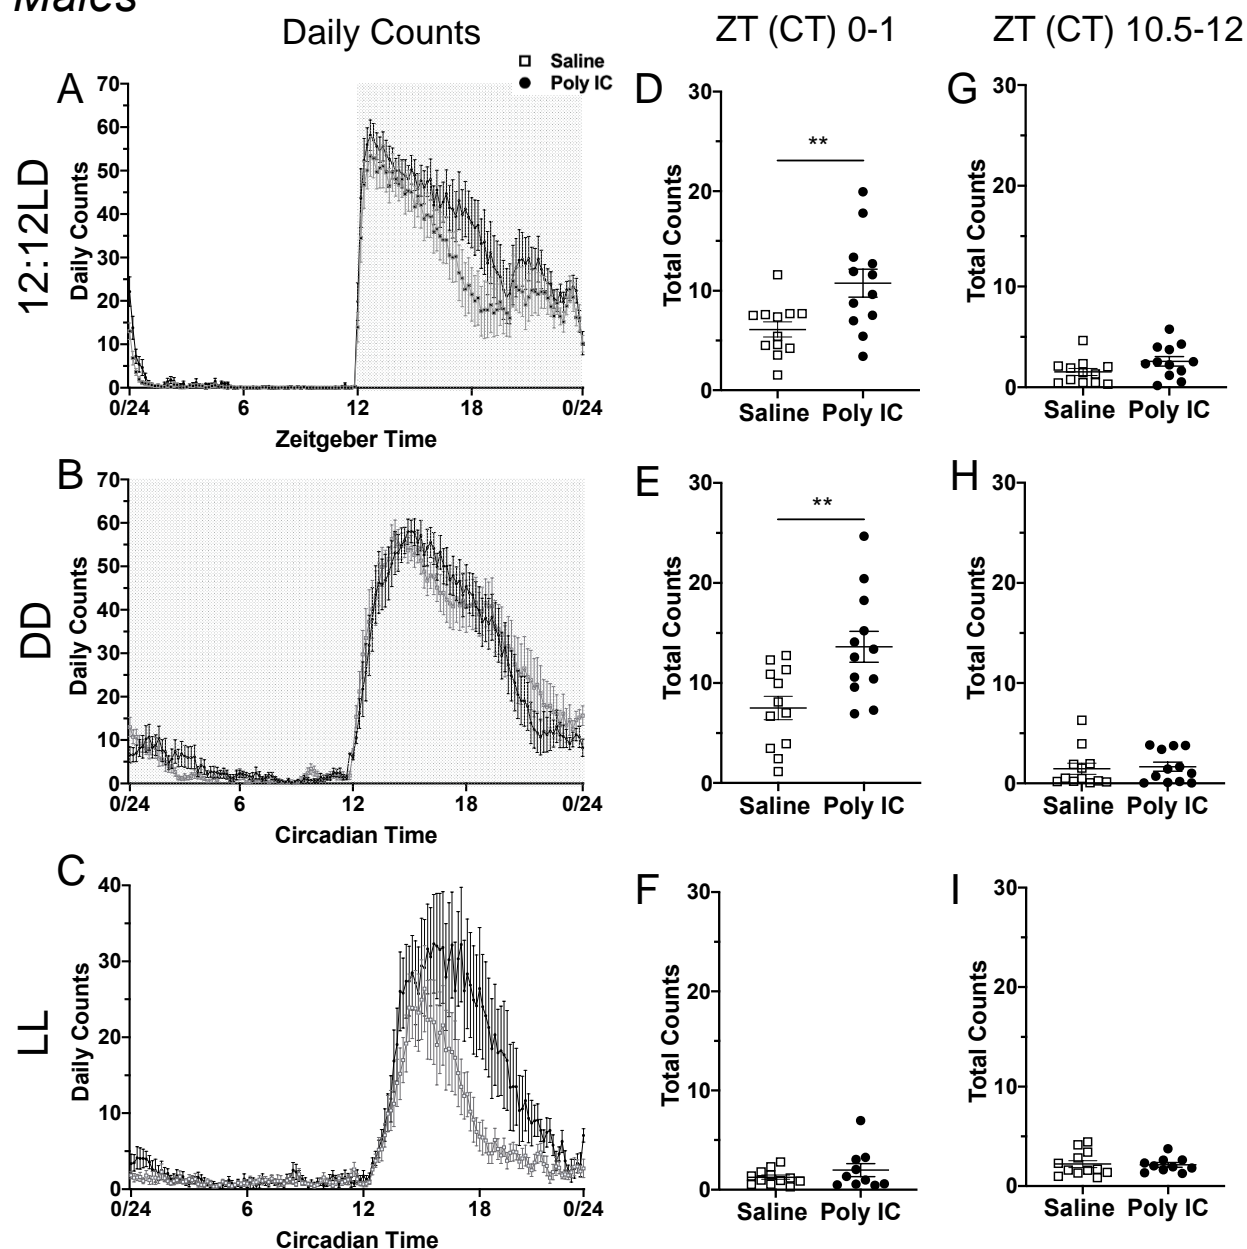 Males
Daily Counts
ZT (CT) 0-1
ZT (CT) 10.5-12
Saline
Poly IC
12:12LD
A
70
60
50
40
30
20
10
0
Daily Counts
0/24 6 12 18 0/24
Zeitgeber Time
D
30
20
10
0
Total Counts
**
Saline Poly IC
G
30
20
10
0
Total Counts
Saline Poly IC
DD
B
70
60
50
40
30
20
10
0
Daily Counts
0/24 6 12 18 0/24
Circadian Time
E
30
20
10
0
Total Counts
**
Saline Poly IC
H
30
20
10
0
Total Counts
Saline Poly IC
LL
C
40
30
20
10
0
Daily Counts
0/24 6 12 18 0/24
Circadian Time
F
30
20
10
0
Total Counts
Saline Poly IC
I
30
20
10
0
Total Counts
Saline Poly IC